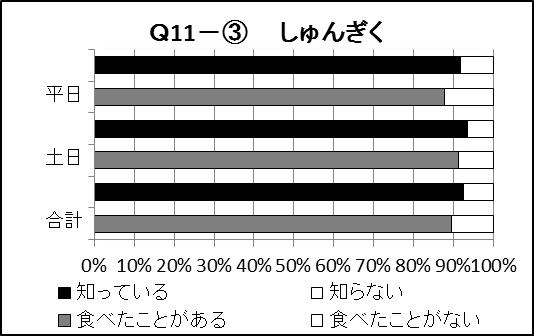 Q11－③　しゅんぎく
平日
土日
合計
0% 10% 20% 30% 40% 50% 60% 70% 80% 90% 100%
知っている 知らない
食べたことがある 食べたことがない